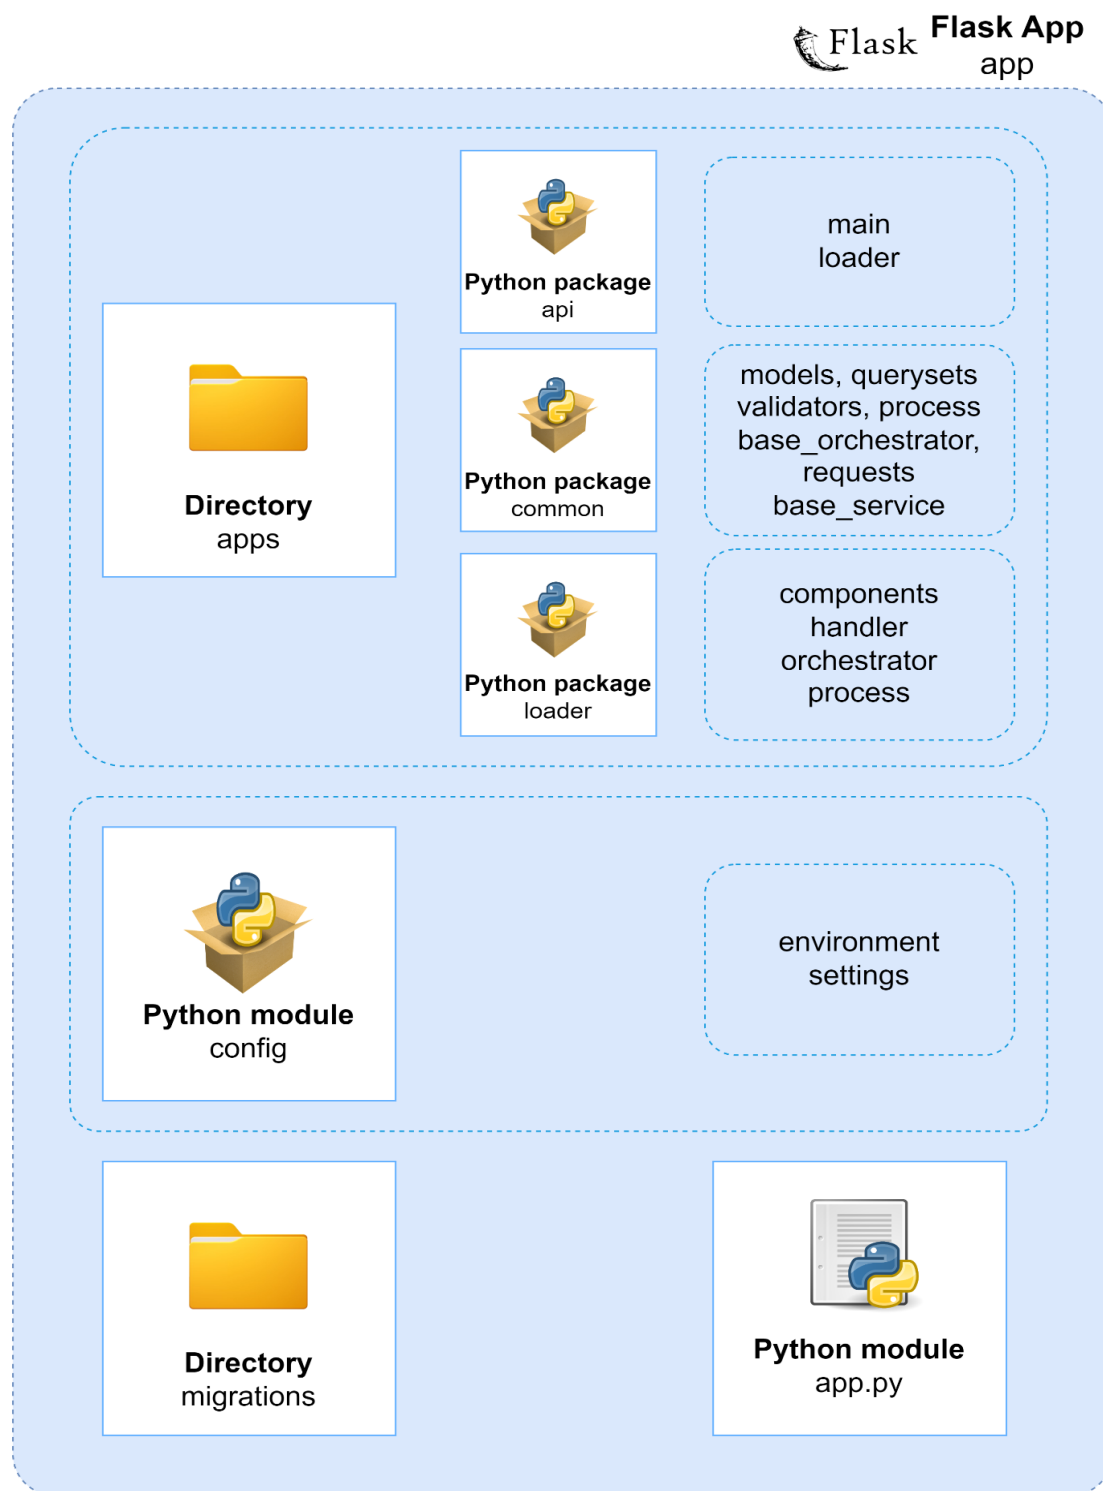 Flask
Flask App
app
Python package
api
main
loader
Directory
apps
Python package
common
models, querysets
validators, process
base_orchestrator,
requests
base_service
Python package
loader
components
handler
orchestrator
process
Python module
config
environment
settings
Directory
migrations
Python module
app.py